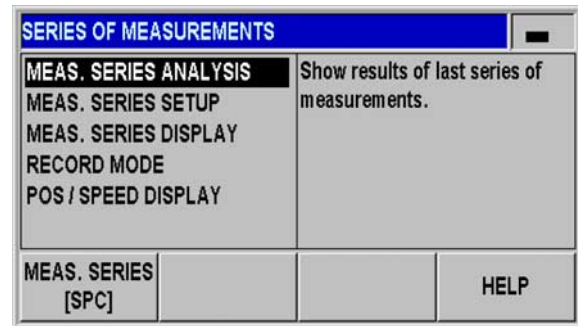 SERIES OF MEASUREMENTS
MEAS. SERIES ANALYSIS
MEAS. SERIES SETUP
MEAS. SERIES DISPLAY
RECORD MODE
POS / SPEED DISPLAY
Show results of last series of
measurements.
MEAS. SERIES
[SPC]
HELP